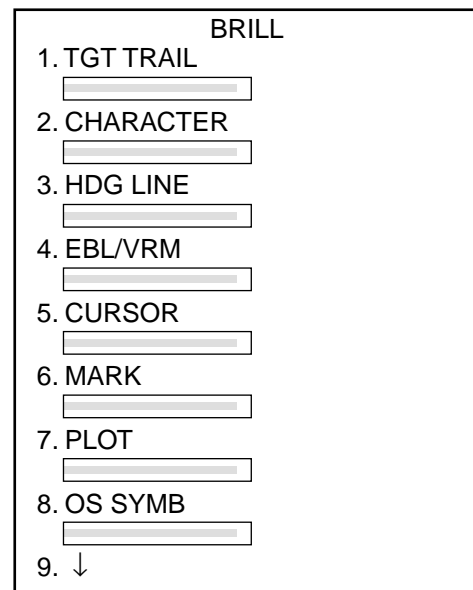 BRILL
1. TGT TRAIL
2. CHARACTER
3. HDG LINE
4. EBL/VRM
5. CURSOR
6. MARK
7. PLOT
8. OS SYMB
9. ↓